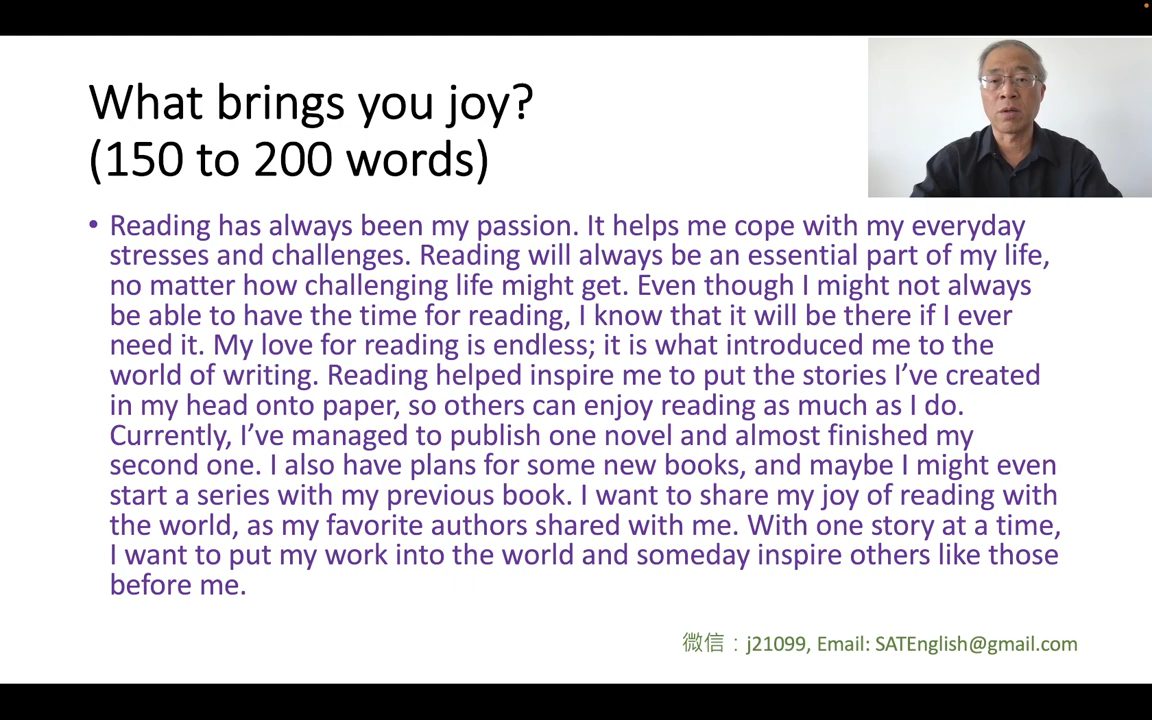 What brings you joy?
(150 to 200 words)
• Reading has always been my passion. It helps me cope with my everyday
stresses and challenges. Reading will always be an essential part of my life,
no matter how challenging life might get. Even though I might not always
be able to have the time for reading, I know that it will be there if I ever
need it. My love for reading is endless; it is what introduced me to the
world of writing. Reading helped inspire me to put the stories I’ve created
in my head onto paper, so others can enjoy reading as much as I do.
Currently, I’ve managed to publish one novel and almost finished my
second one. I also have plans for some new books, and maybe I might even
start a series with my previous book. I want to share my joy of reading with
the world, as my favorite authors shared with me. With one story at a time,
I want to put my work into the world and someday inspire others like those
before me.
微信：j21099, Email: SATEnglish@gmail.com